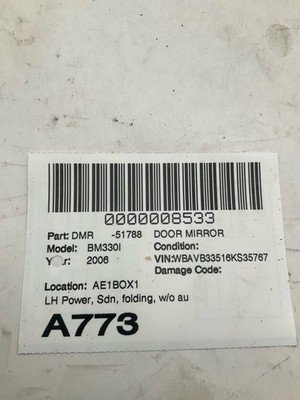 0000008533
Part: DMR -51788 DOOR MIRROR
Model: BM330I Condition:
Year: 2006 VIN:WBAVB33516KS35767
Damage Code:
Location: AE1BOX1
LH Power, Sdn, folding, w/o au
A773